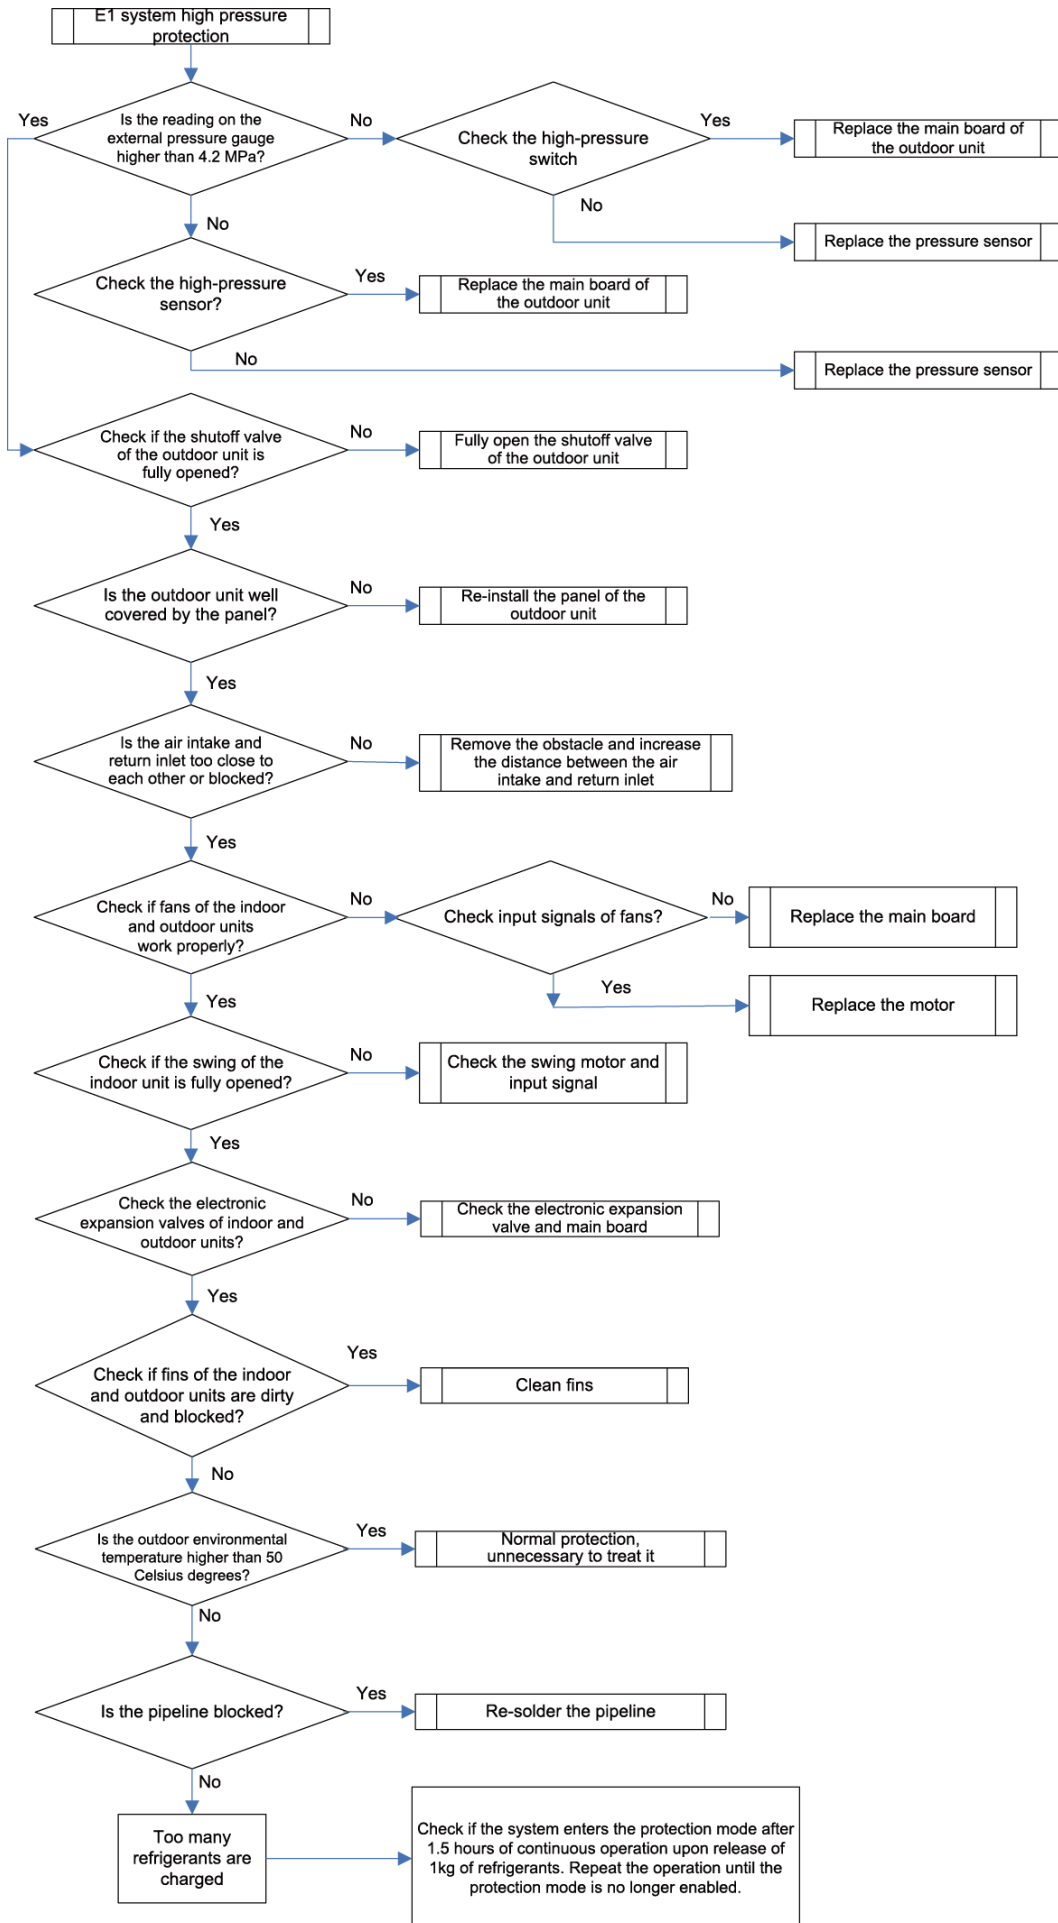 E1 system high pressure
protection
Yes
Is the reading on the
external pressure gauge
higher than 4.2 MPa?
No
Check the high-pressure
switch
Yes
Replace the main board of
the outdoor unit
No
No
Replace the pressure sensor
Check the high-pressure
sensor?
Yes
Replace the main board of
the outdoor unit
No
Replace the pressure sensor
Check if the shutoff valve
of the outdoor unit is
fully opened?
No
Fully open the shutoff valve
of the outdoor unit
Yes
Is the outdoor unit well
covered by the panel?
No
Re-install the panel of the
outdoor unit
Yes
Is the air intake and
return inlet too close to
each other or blocked?
No
Remove the obstacle and increase
the distance between the air
intake and return inlet
Yes
Check if fans of the indoor
and outdoor units
work properly?
No
Check input signals of fans?
No
Replace the main board
Yes
Yes
Replace the motor
Check if the swing of the
indoor unit is fully opened?
No
Check the swing motor and
input signal
Yes
Check the electronic
expansion valves of indoor and
outdoor units?
No
Check the electronic expansion
valve and main board
Yes
Check if fins of the indoor
and outdoor units are dirty
and blocked?
Yes
Clean fins
No
Is the outdoor environmental
temperature higher than 50
Celsius degrees?
Yes
Normal protection,
unnecessary to treat it
No
Is the pipeline blocked?
Yes
Re-solder the pipeline
No
Too many
refrigerants are
charged
Check if the system enters the protection mode after
1.5 hours of continuous operation upon release of
1kg of refrigerants. Repeat the operation until the
protection mode is no longer enabled.